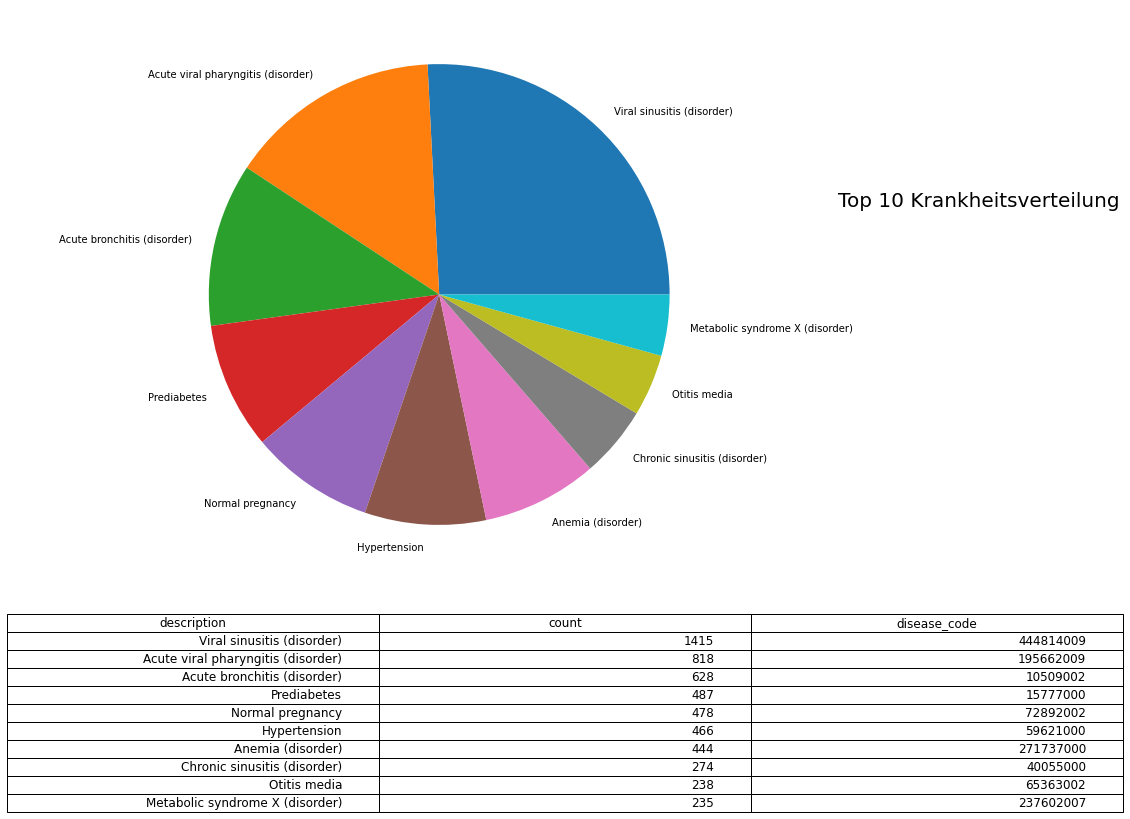 Acute viral pharyngitis (disorder)
Viral sinusitis (disorder)
Top 10 Krankheitsverteilung
Acute bronchitis (disorder)
Metabolic syndrome X (disorder)
Otitis media
Prediabetes
Chronic sinusitis (disorder)
Normal pregnancy
Anemia (disorder)
Hypertension
description count disease_code
Viral sinusitis (disorder) 1415 444814009
Acute viral pharyngitis (disorder) 818 195662009
Acute bronchitis (disorder) 628 10509002
Prediabetes 487 15777000
Normal pregnancy 478 72892002
Hypertension 466 59621000
Anemia (disorder) 444 271737000
Chronic sinusitis (disorder) 274 40055000
Otitis media 238 65363002
Metabolic syndrome X (disorder) 235 237602007